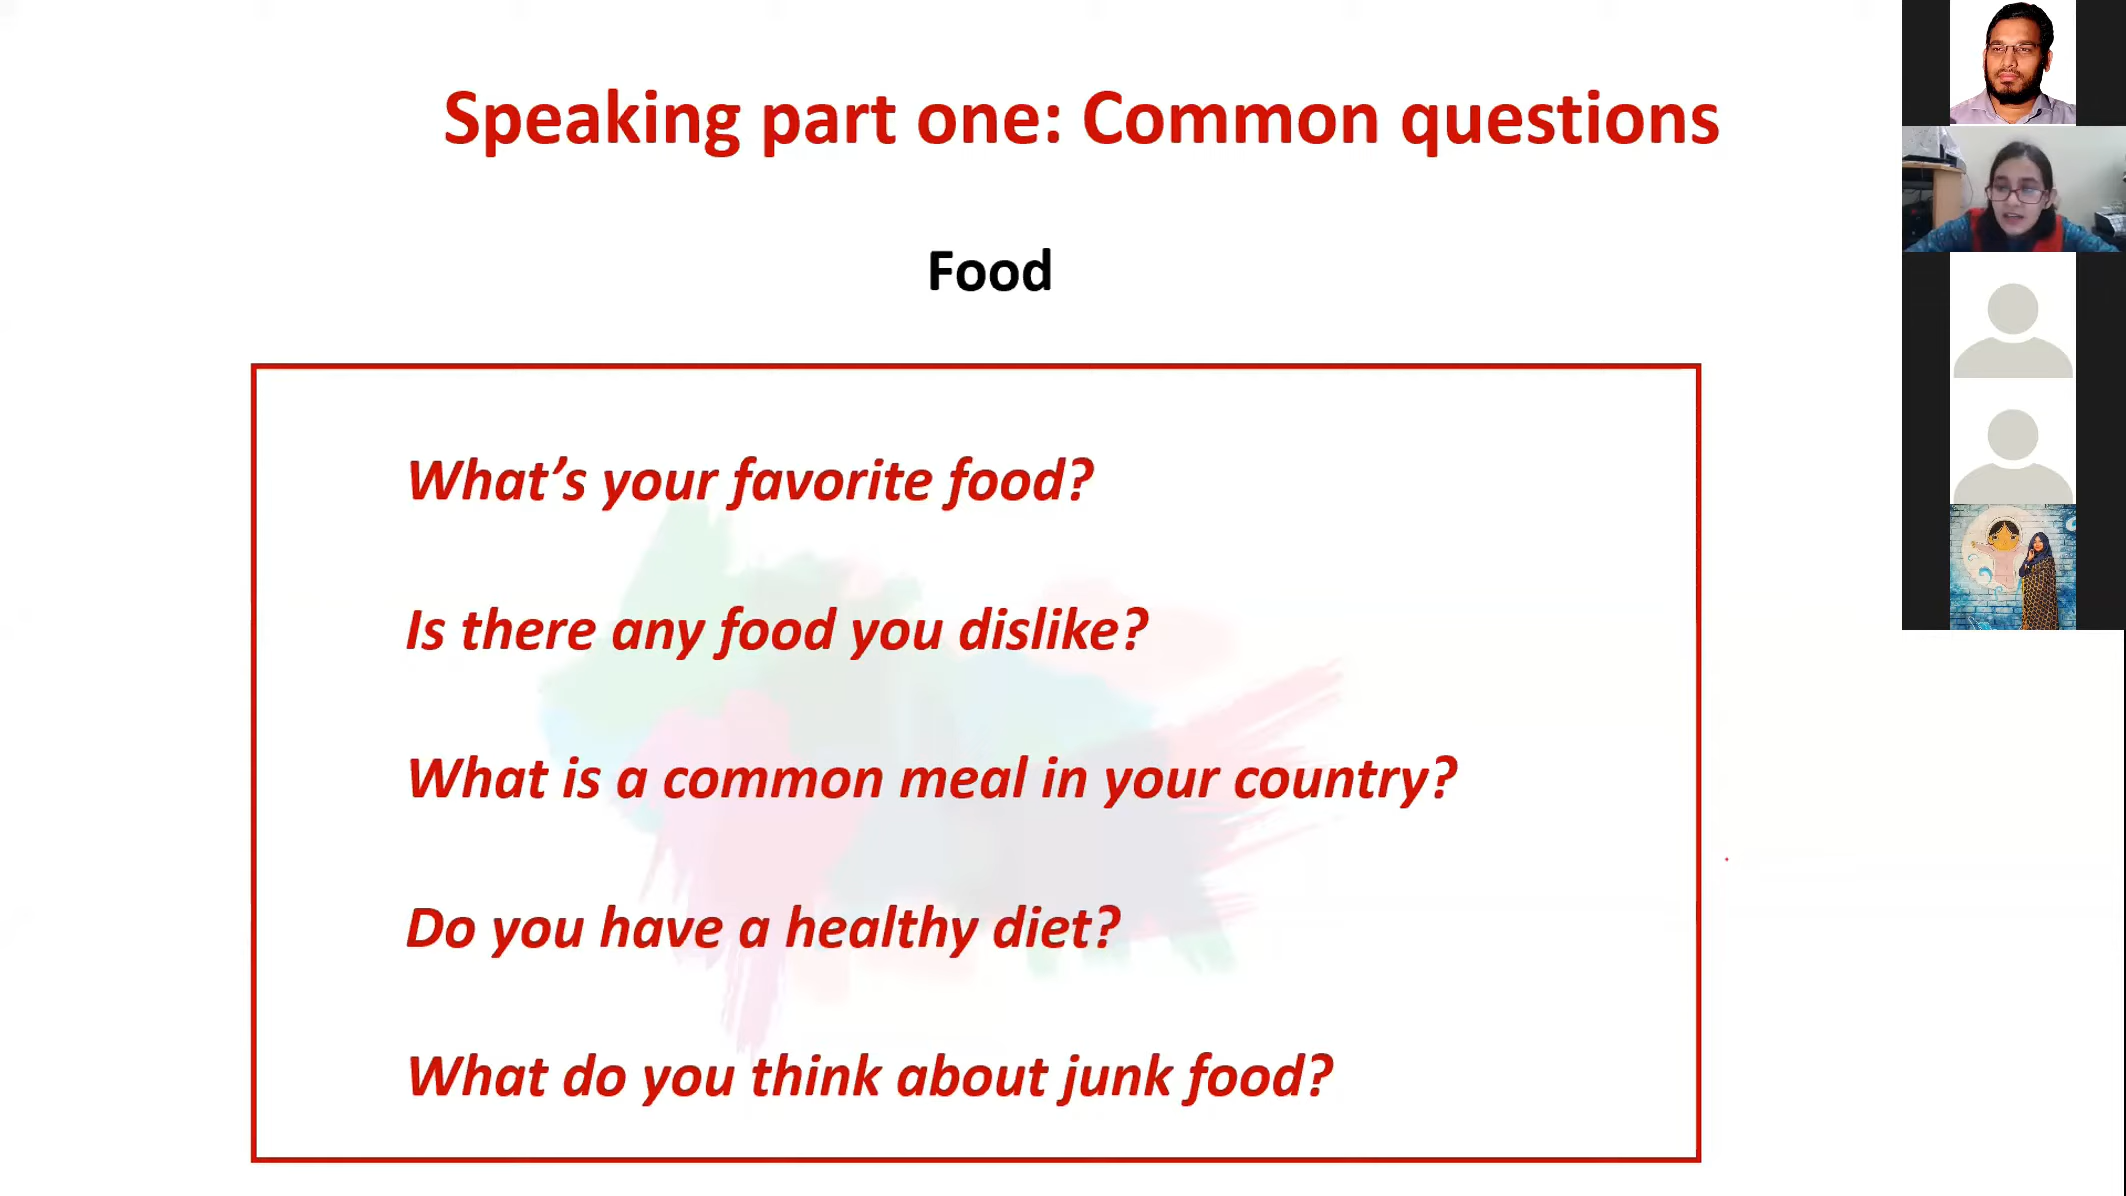 Speaking part one: Common questions
Food
What’s your favorite food?
Is there any food you dislike?
What is a common meal in your country?
Do you have a healthy diet?
What do you think about junk food?